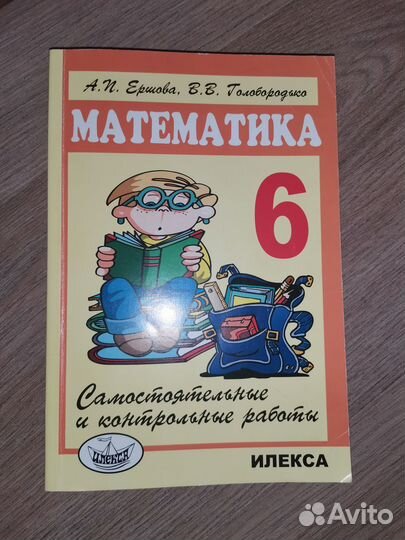 А.П. Ершова, В.В. Голобородько
МАТЕМАТИКА
6
Самостоятельные
и контрольные работы
ИЛЕКСА
ИЛЕКСА
Avito